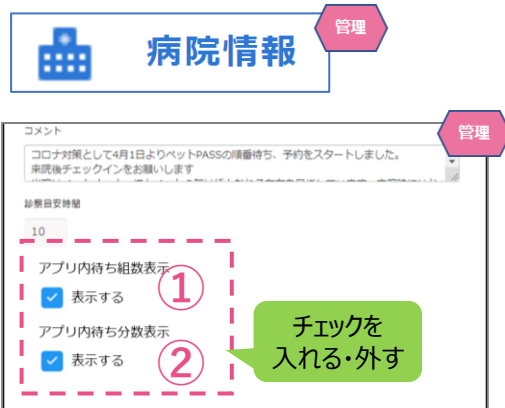 病院情報
管理
管理
コメント
コロナ対策として4月1日よりペットPASSの順番待ち、予約をスタートしました。
来院後チェックインをお願いします
診察目安時間
10
アプリ内待ち組数表示
表示する
①
アプリ内待ち分数表示
表示する
②
チェックを
入れる・外す